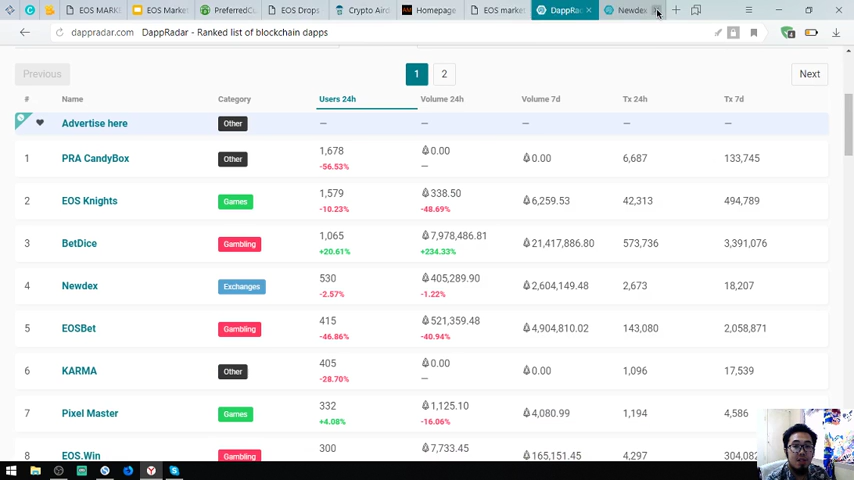 EOS MARK
EOS Market
PreferredCu
EOS Drops
Crypto Aird
Homepage
EOS market
DappRad
Newdex
dappradar.com DappRadar - Ranked list of blockchain dapps
Previous 1 2 Next
# Name Category Users 24h Volume 24h Volume 7d Tx 24h Tx 7d
Advertise here Other — — — — —
1 PRA CandyBox Other 1,678 0.00 0.00 6,687 133,745
-56.53% —
2 EOS Knights Games 1,579 338.50 6,259.53 42,313 494,789
-10.23% -48.69%
3 BetDice Gambling 1,065 7,978,486.81 21,417,886.80 573,736 3,391,076
+20.61% +234.33%
4 Newdex Exchanges 530 405,289.90 2,604,149.48 2,673 18,207
-2.57% -1.22%
5 EOSBet Gambling 415 521,359.48 4,904,810.02 143,080 2,058,871
-46.86% -40.94%
6 KARMA Other 405 0.00 0.00 1,096 17,539
-28.70% —
7 Pixel Master Games 332 1,125.10 4,080.99 1,194 4,586
+4.08% -16.06%
8 EOS.Win Gambling 300 7,733.45 165,151.45 4,297 304,082